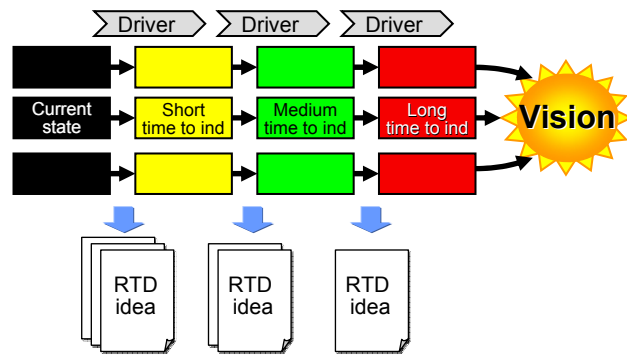 Driver Driver Driver
Current
state
Short
time to ind
Medium
time to ind
Long
time to ind
Vision
RTD
idea
RTD
idea
RTD
idea